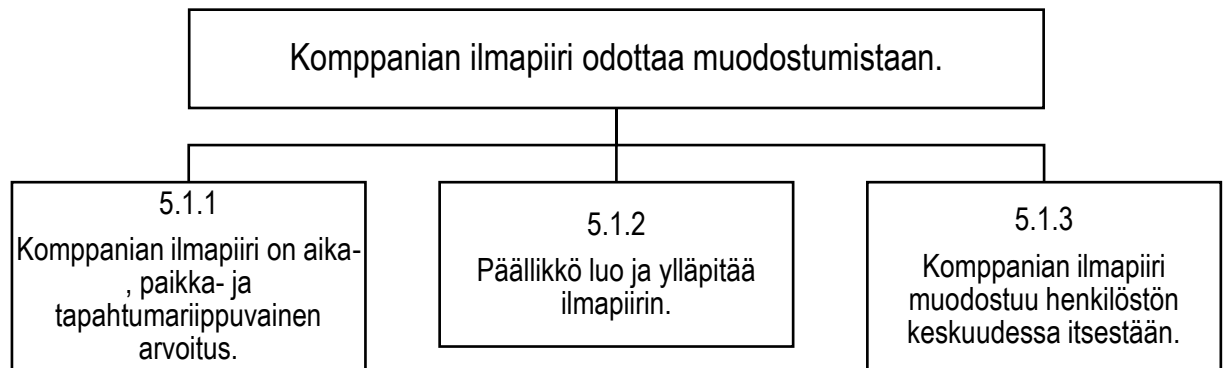 Komppanian ilmapiiri odottaa muodostumistaan.
5.1.1
Komppanian ilmapiiri on aika-
, paikka- ja
tapahtumariippuvainen
arvoitus.
5.1.2
Päällikkö luo ja ylläpitää
ilmapiirin.
5.1.3
Komppanian ilmapiiri
muodostuu henkilöstön
keskuudessa itsestään.